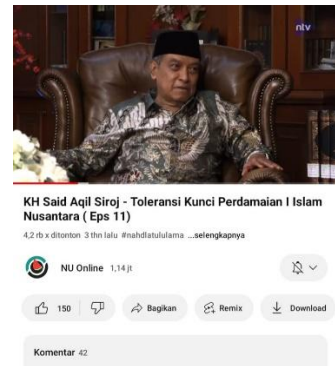 ntv
KH Said Aqil Siroj - Toleransi Kunci Perdamaian I Islam
Nusantara ( Eps 11)
4,2 rb x ditonton 3 thn lalu #nahdlatululama ...selengkapnya
NU Online 1,14 jt
150 Bagikan Remix Download
Komentar 42